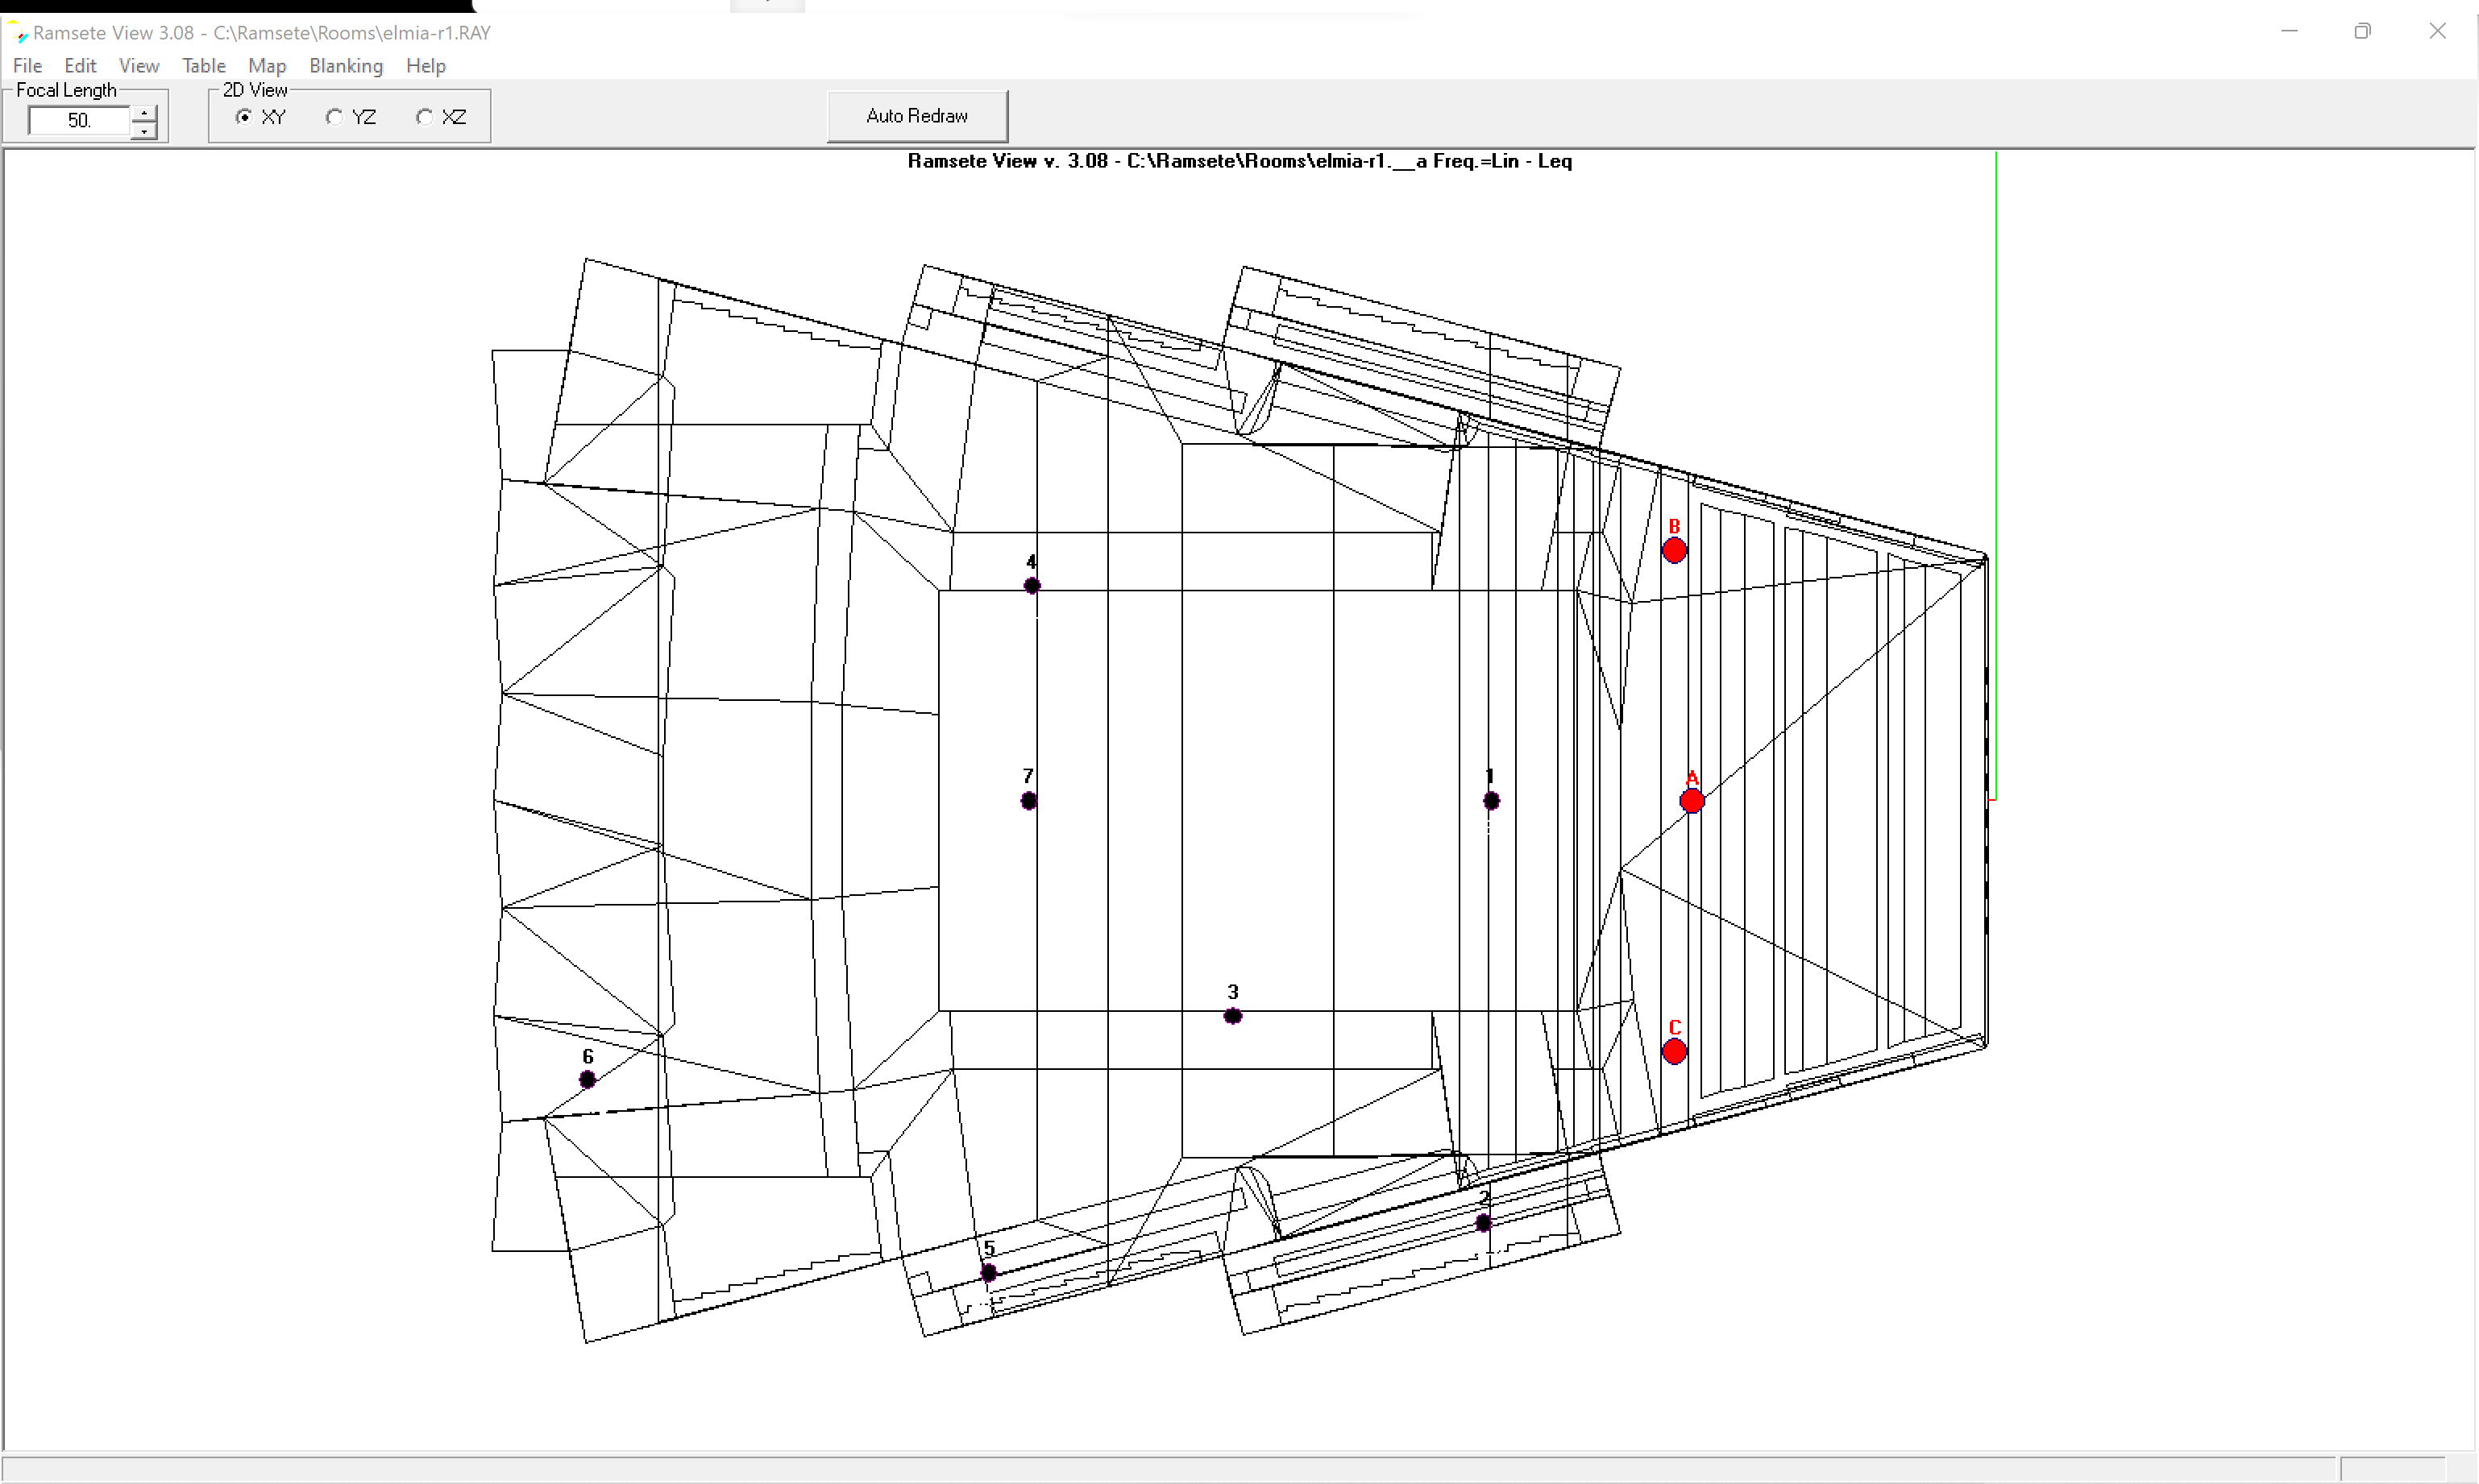 Ramsete View 3.08 - C:\Ramsete\Rooms\elmia-r1.RAY
File Edit View Table Map Blanking Help
Focal Length
50.
2D View
XY YZ XZ
Auto Redraw
Ramsete View v. 3.08 - C:\Ramsete\Rooms\elmia-r1.__a Freq.=Lin - Leq
B
4
7
1
A
3
C
6
2
5